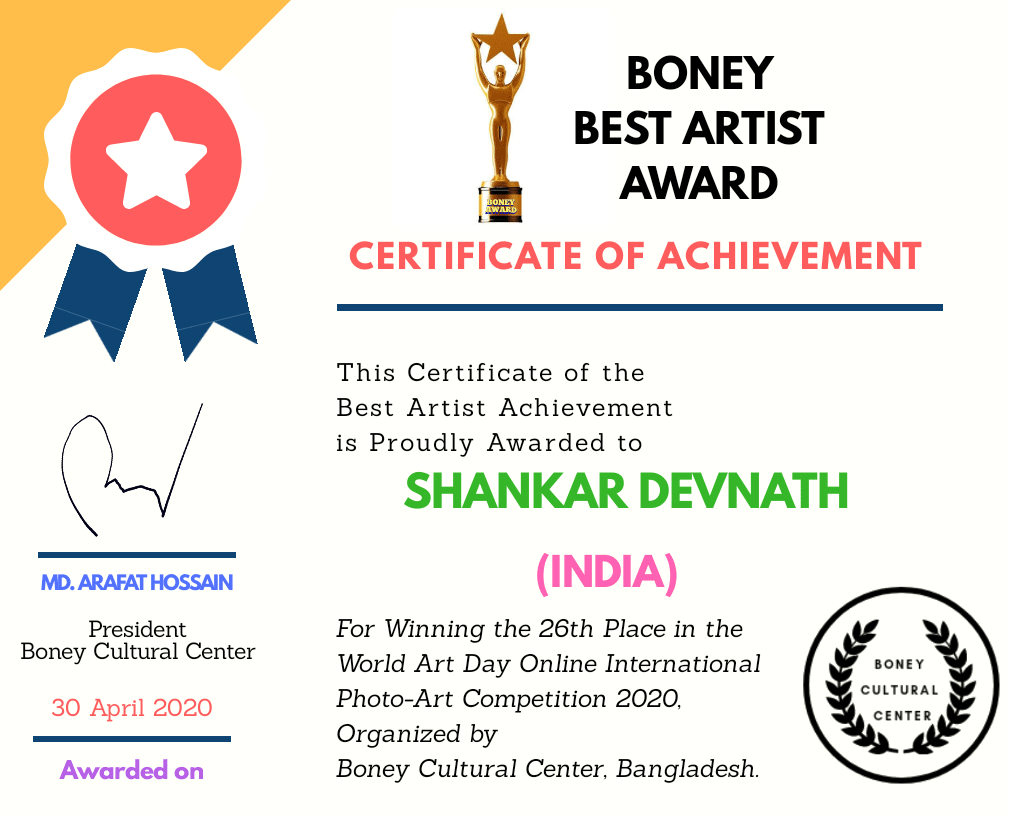 BONEY
BEST ARTIST
AWARD
BONEY
AWARD
CERTIFICATE OF ACHIEVEMENT
This Certificate of the
Best Artist Achievement
is Proudly Awarded to
SHANKAR DEVNATH
(INDIA)
For Winning the 26th Place in the
World Art Day Online International
Photo-Art Competition 2020,
Organized by
Boney Cultural Center, Bangladesh.
MD. ARAFAT HOSSAIN
President
Boney Cultural Center
30 April 2020
Awarded on
BONEY
CULTURAL
CENTER